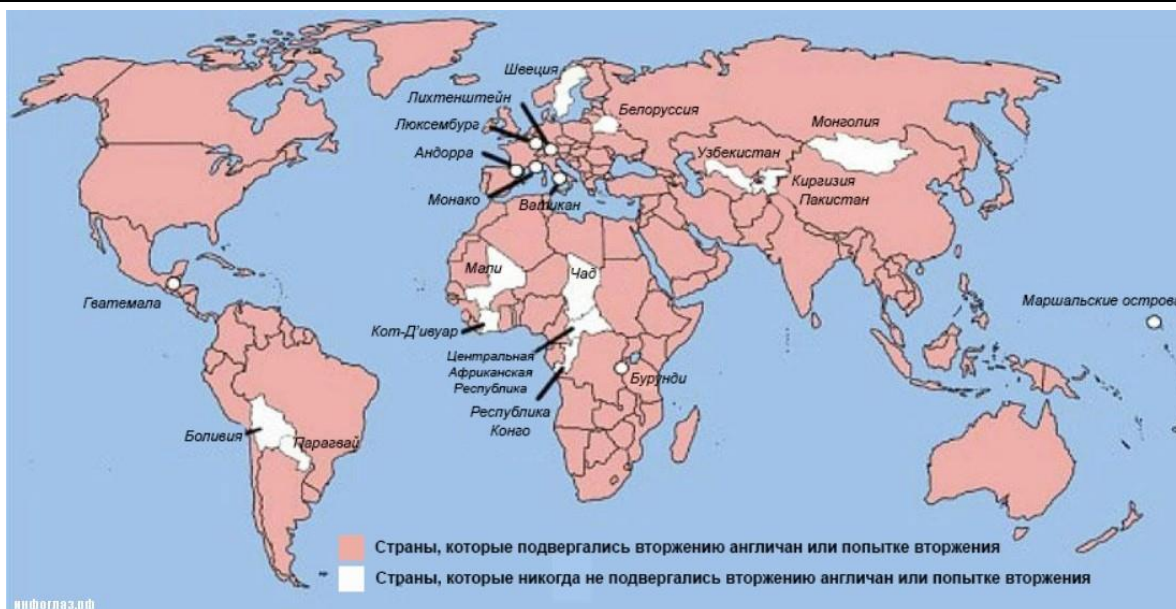 Швеция
Лихтенштейн
Белоруссия
Люксембург
Монголия
Узбекистан
Андорра
Киргизия
Монако
Ватикан
Пакистан
Мали
Чад
Гватемала
Маршальские острова
Кот-Д'ивуар
Центральная
Африканская
Республика
Бурунди
Республика
Конго
Боливия
Парагвай
Страны, которые подвергались вторжению англичан или попытке вторжения
Страны, которые никогда не подвергались вторжению англичан или попытке вторжения
инфоглаз.рф